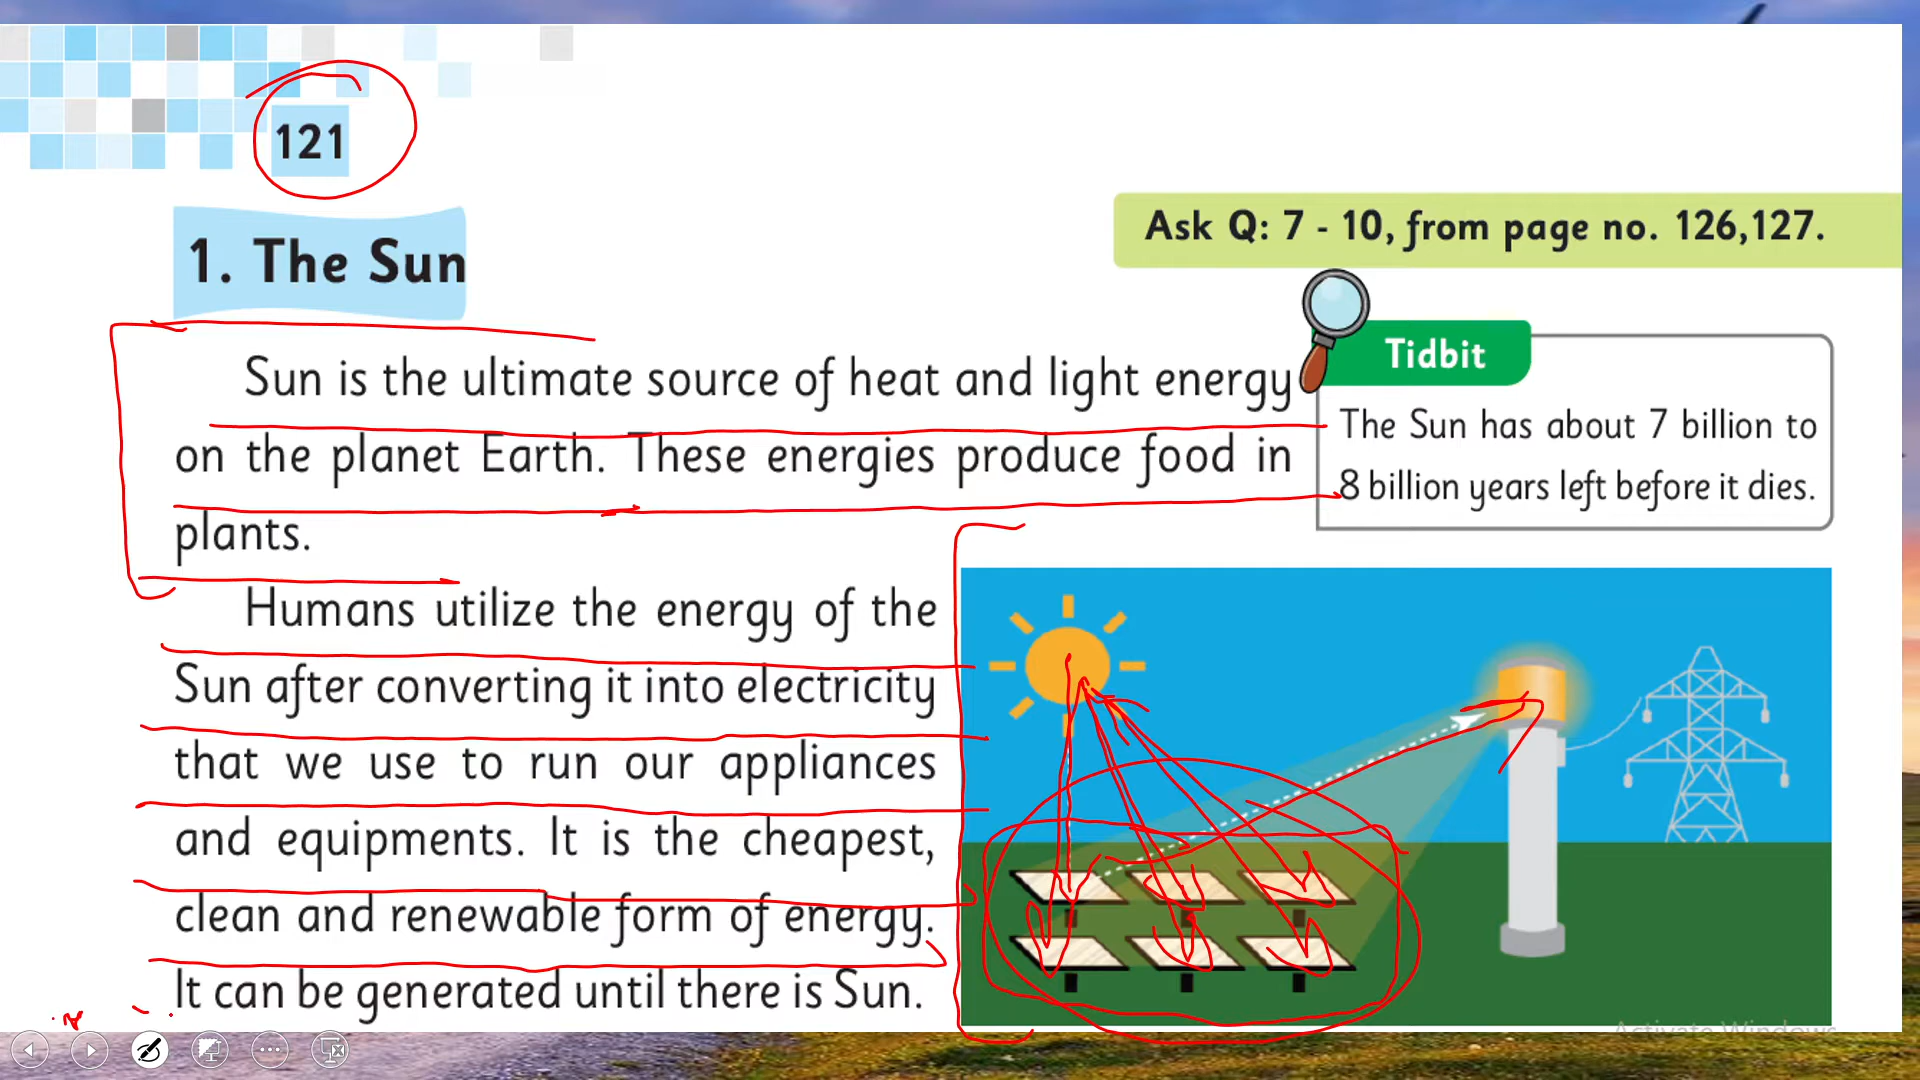 121
1. The Sun
Ask Q: 7 - 10, from page no. 126,127.
Sun is the ultimate source of heat and light energy
on the planet Earth. These energies produce food in
plants.
Tidbit
The Sun has about 7 billion to
8 billion years left before it dies.
Humans utilize the energy of the
Sun after converting it into electricity
that we use to run our appliances
and equipments. It is the cheapest,
clean and renewable form of energy.
It can be generated until there is Sun.
Activate Windows